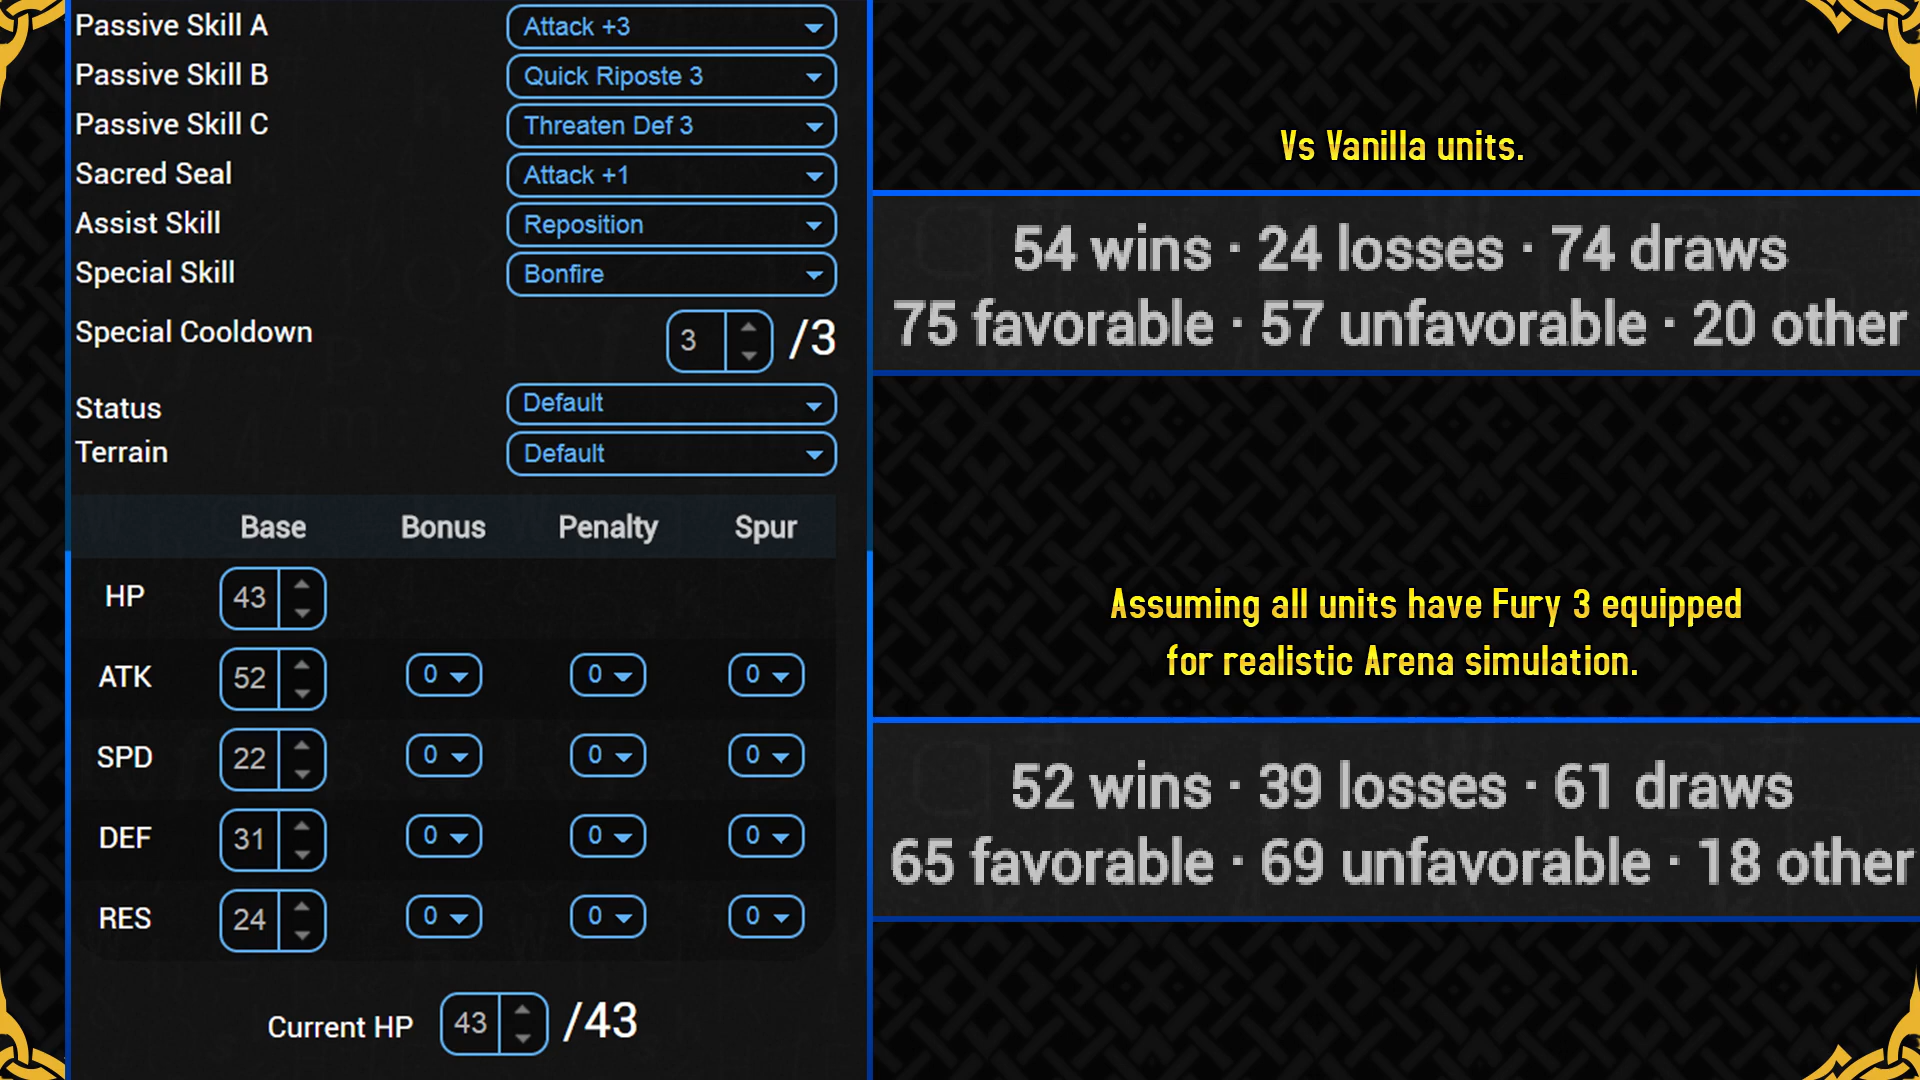 Passive Skill A Attack +3
Passive Skill B Quick Riposte 3
Passive Skill C Threaten Def 3
Sacred Seal Attack +1
Assist Skill Reposition
Special Skill Bonfire
Special Cooldown 3 /3
Status Default
Terrain Default
Base Bonus Penalty Spur
HP 43
ATK 52 0 0 0
SPD 22 0 0 0
DEF 31 0 0 0
RES 24 0 0 0
Current HP 43 /43
Vs Vanilla units.
54 wins · 24 losses · 74 draws
75 favorable · 57 unfavorable · 20 other
Assuming all units have Fury 3 equipped
for realistic Arena simulation.
52 wins · 39 losses · 61 draws
65 favorable · 69 unfavorable · 18 other